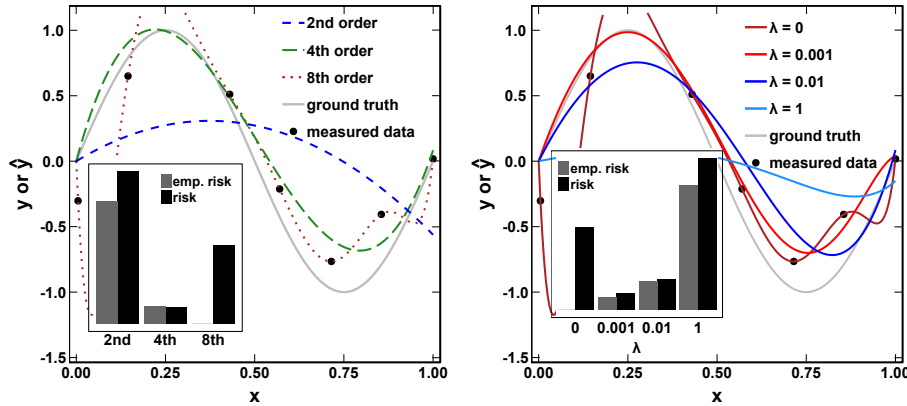 1.0
0.5
0.0
-0.5
-1.0
-1.5
y or ŷ
0.00
0.25
0.50
0.75
1.00
x
2nd order
4th order
8th order
ground truth
measured data
emp. risk
risk
2nd 4th 8th
1.0
0.5
0.0
-0.5
-1.0
-1.5
y or ŷ
0.00
0.25
0.50
0.75
1.00
x
λ = 0
λ = 0.001
λ = 0.01
λ = 1
ground truth
measured data
emp. risk
risk
0 0.001 0.01 1
λ